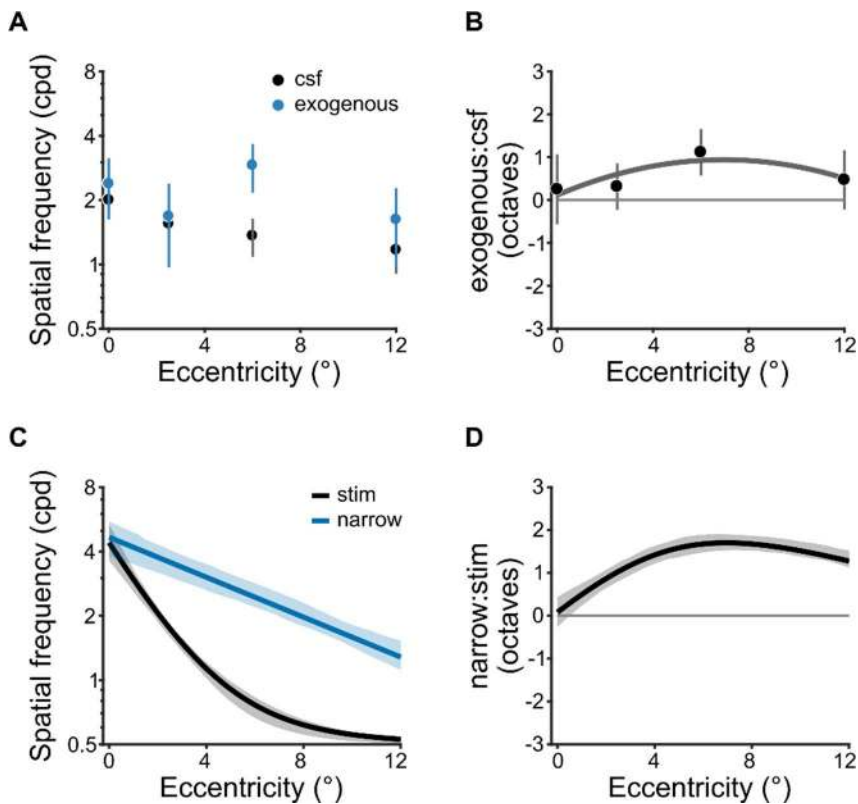 A
Spatial frequency (cpd)
8
4
2
1
0.5
0
4
8
12
Eccentricity (°)
csf
exogenous
B
exogenous:csf
(octaves)
3
2
1
0
-1
-2
-3
0
4
8
12
Eccentricity (°)
C
Spatial frequency (cpd)
8
4
2
1
0.5
0
4
8
12
Eccentricity (°)
stim
narrow
D
narrow:stim
(octaves)
3
2
1
0
-1
-2
-3
0
4
8
12
Eccentricity (°)